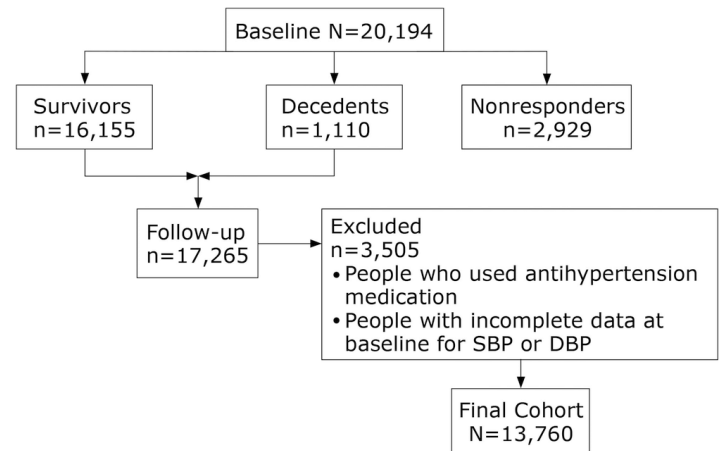 Baseline N=20,194
Survivors
n=16,155
Decedents
n=1,110
Nonresponders
n=2,929
Follow-up
n=17,265
Excluded
n=3,505
•People who used antihypertension
medication
•People with incomplete data at
baseline for SBP or DBP
Final Cohort
N=13,760